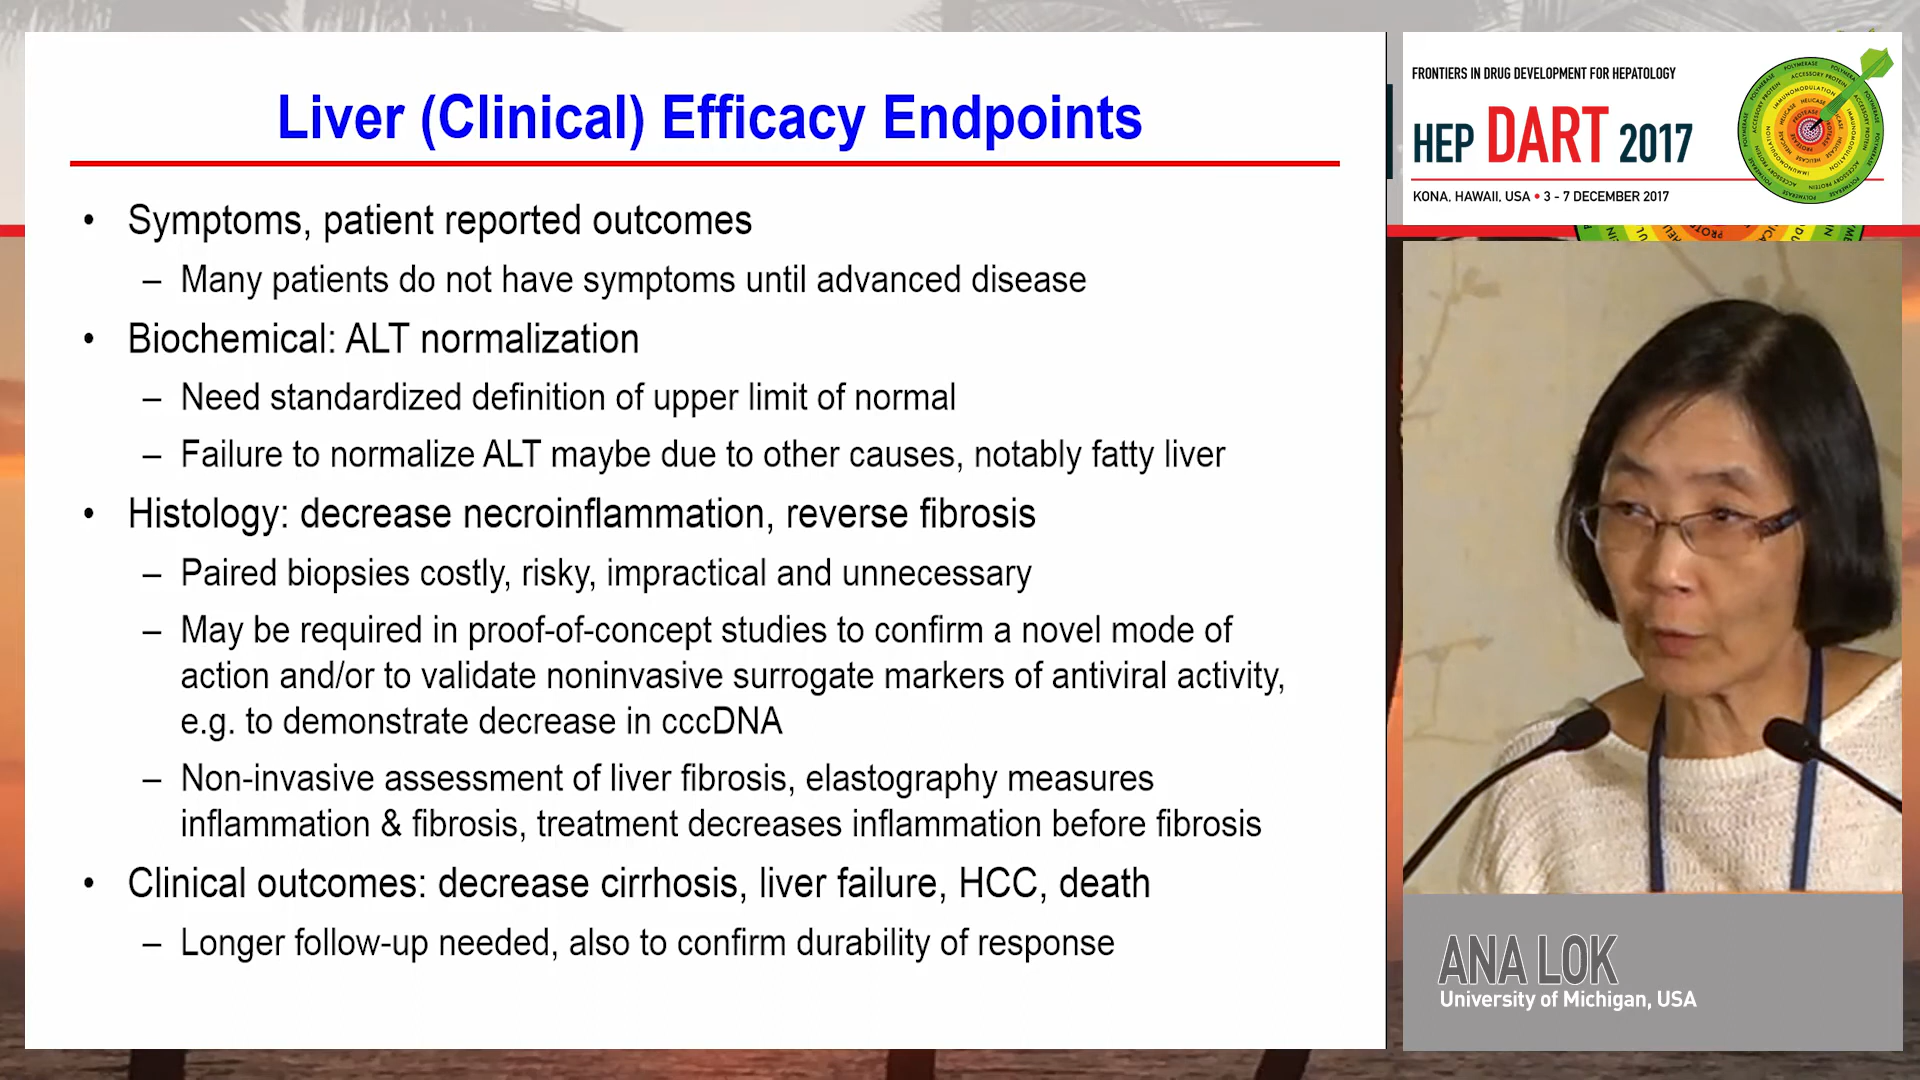 Liver (Clinical) Efficacy Endpoints
• Symptoms, patient reported outcomes
– Many patients do not have symptoms until advanced disease
• Biochemical: ALT normalization
– Need standardized definition of upper limit of normal
– Failure to normalize ALT maybe due to other causes, notably fatty liver
• Histology: decrease necroinflammation, reverse fibrosis
– Paired biopsies costly, risky, impractical and unnecessary
– May be required in proof-of-concept studies to confirm a novel mode of
action and/or to validate noninvasive surrogate markers of antiviral activity,
e.g. to demonstrate decrease in cccDNA
– Non-invasive assessment of liver fibrosis, elastography measures
inflammation & fibrosis, treatment decreases inflammation before fibrosis
• Clinical outcomes: decrease cirrhosis, liver failure, HCC, death
– Longer follow-up needed, also to confirm durability of response
FRONTIERS IN DRUG DEVELOPMENT FOR HEPATOLOGY
HEP DART 2017
KONA, HAWAII, USA • 3 - 7 DECEMBER 2017
POLYMERASE
ACCESSORY PROTEIN
IMMUNOMODULATION
HELICASE
PROTEASE
ANA LOK
University of Michigan, USA